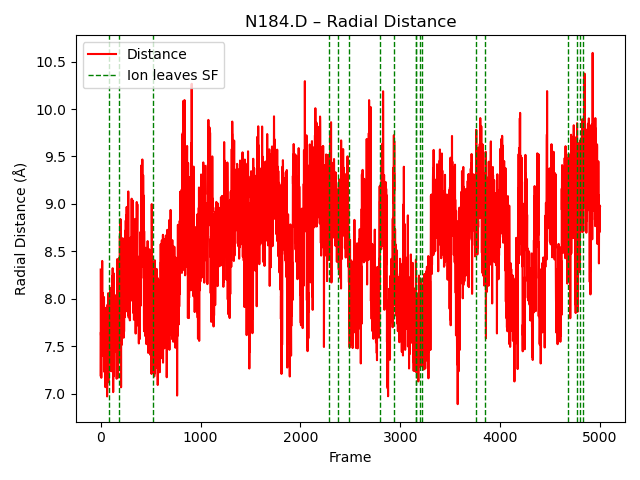 N184.D – Radial Distance
Distance
Ion leaves SF
Radial Distance (Å)
10.5
10.0
9.5
9.0
8.5
8.0
7.5
7.0
0
1000
2000
3000
4000
5000
Frame